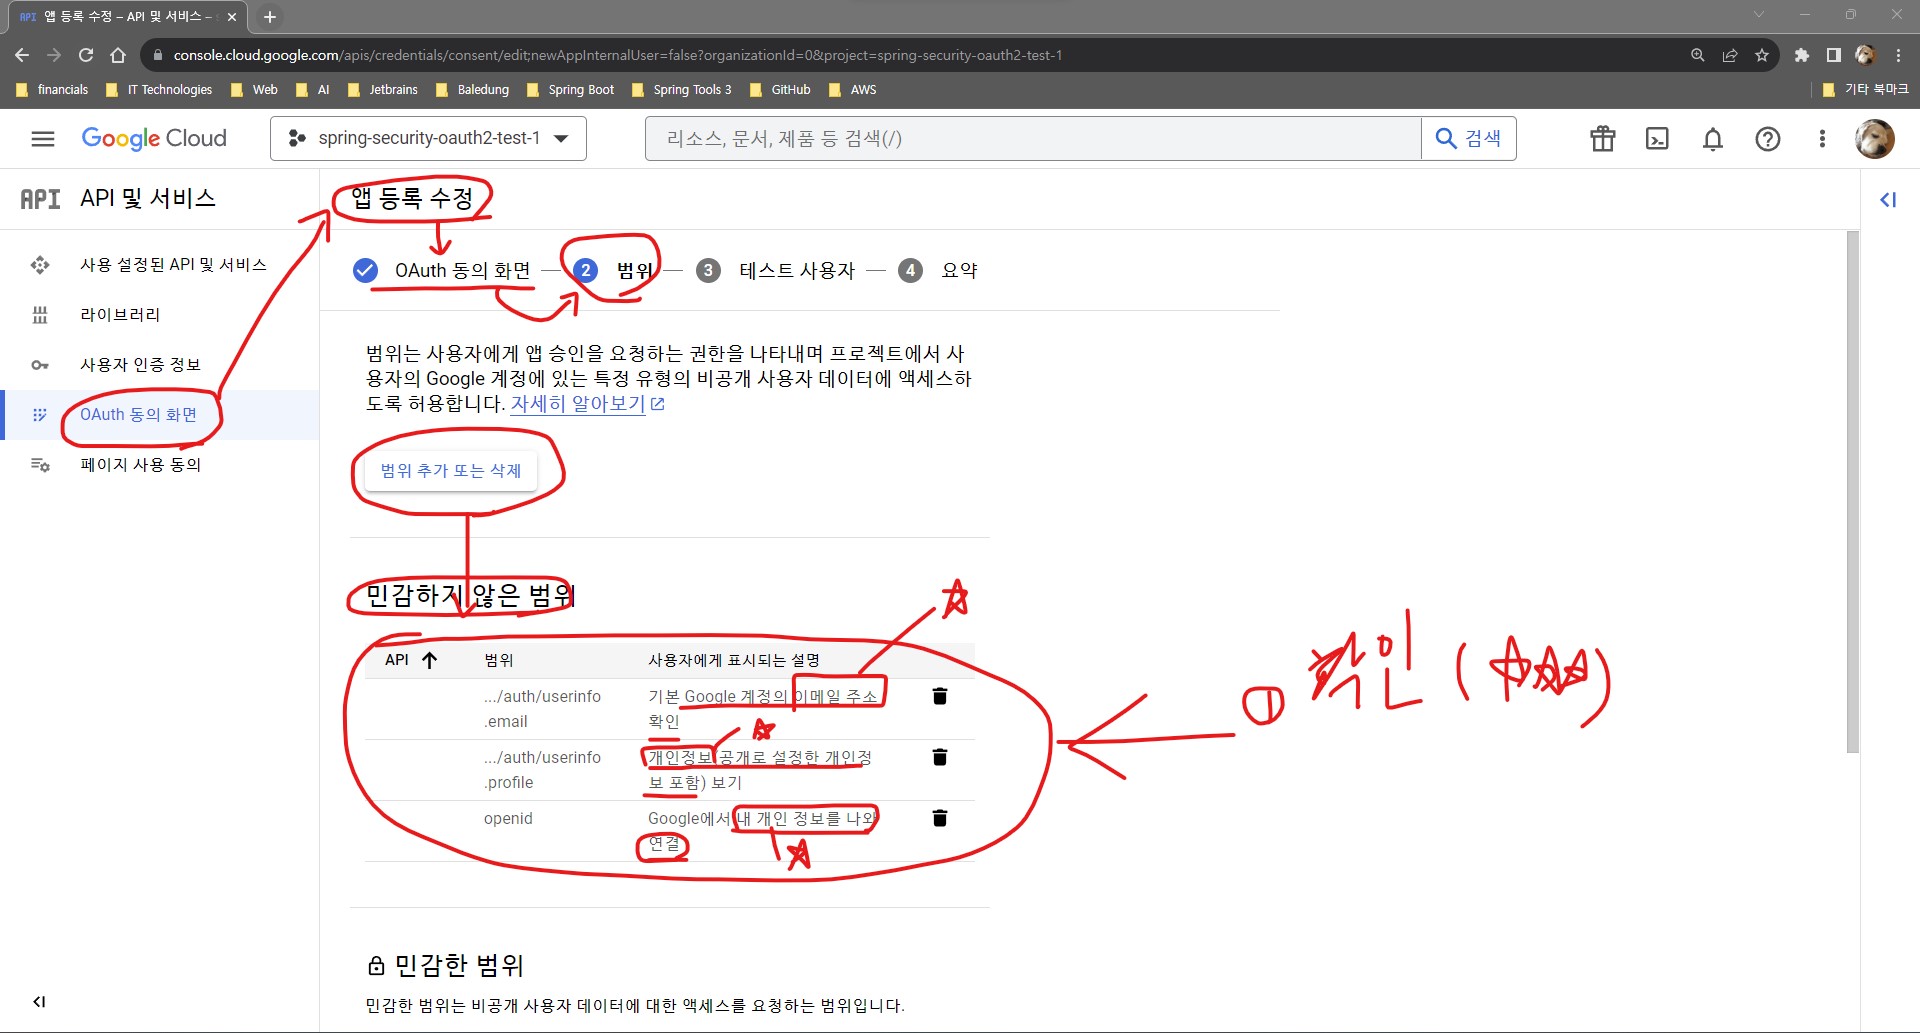 API 앱 등록 수정 – API 및 서비스 –
console.cloud.google.com/apis/credentials/consent/edit;newAppInternalUser=false?organizationId=0&project=spring-security-oauth2-test-1
financials IT Technologies Web AI Jetbrains Baledung Spring Boot Spring Tools 3 GitHub AWS 기타 북마크
Google Cloud spring-security-oauth2-test-1 리소스, 문서, 제품 등 검색(/) 검색
API API 및 서비스
사용 설정된 API 및 서비스
라이브러리
사용자 인증 정보
OAuth 동의 화면
페이지 사용 동의
앱 등록 수정
OAuth 동의 화면 2 범위 3 테스트 사용자 4 요약
범위는 사용자에게 앱 승인을 요청하는 권한을 나타내며 프로젝트에서 사
용자의 Google 계정에 있는 특정 유형의 비공개 사용자 데이터에 액세스하
도록 허용합니다. 자세히 알아보기
범위 추가 또는 삭제
민감하지 않은 범위
API 범위 사용자에게 표시되는 설명
.../auth/userinfo
.email
기본 Google 계정의 이메일 주소
확인
.../auth/userinfo
.profile
개인정보(공개로 설정한 개인정
보 포함) 보기
openid
Google에서 내 개인 정보를 나와
연결
① 확인 (☆☆☆)
민감한 범위
민감한 범위는 비공개 사용자 데이터에 대한 액세스를 요청하는 범위입니다.